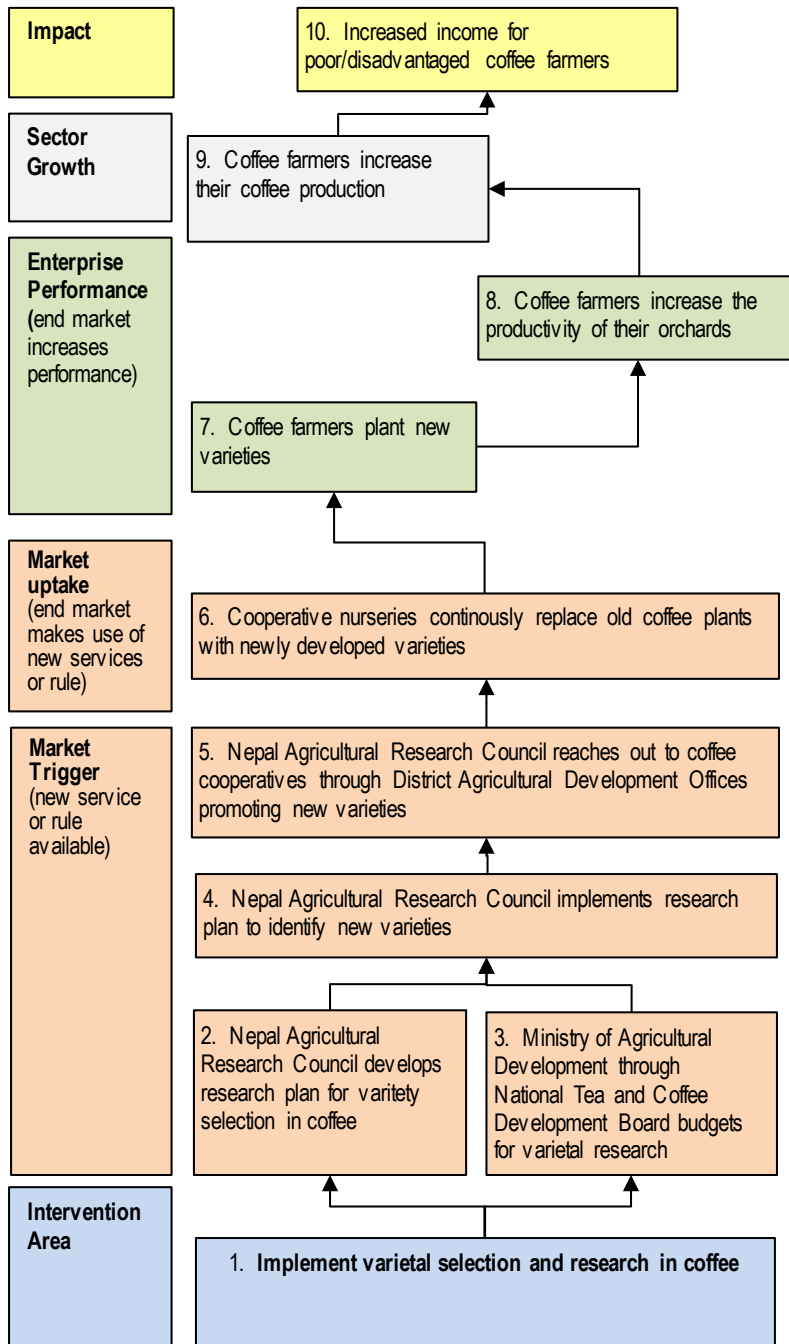 Impact
10. Increased income for
poor/disadvantaged coffee farmers
Sector
Growth
9. Coffee farmers increase
their coffee production
Enterprise
Performance
(end market
increases
performance)
8. Coffee farmers increase the
productivity of their orchards
7. Coffee farmers plant new
varieties
Market
uptake
(end market
makes use of
new services
or rule)
6. Cooperative nurseries continously replace old coffee plants
with newly developed varieties
Market
Trigger
(new service
or rule
available)
5. Nepal Agricultural Research Council reaches out to coffee
cooperatives through District Agricultural Development Offices
promoting new varieties
4. Nepal Agricultural Research Council implements research
plan to identify new varieties
2. Nepal Agricultural
Research Council develops
research plan for varitety
selection in coffee
3. Ministry of Agricultural
Development through
National Tea and Coffee
Development Board budgets
for varietal research
Intervention
Area
1. Implement varietal selection and research in coffee